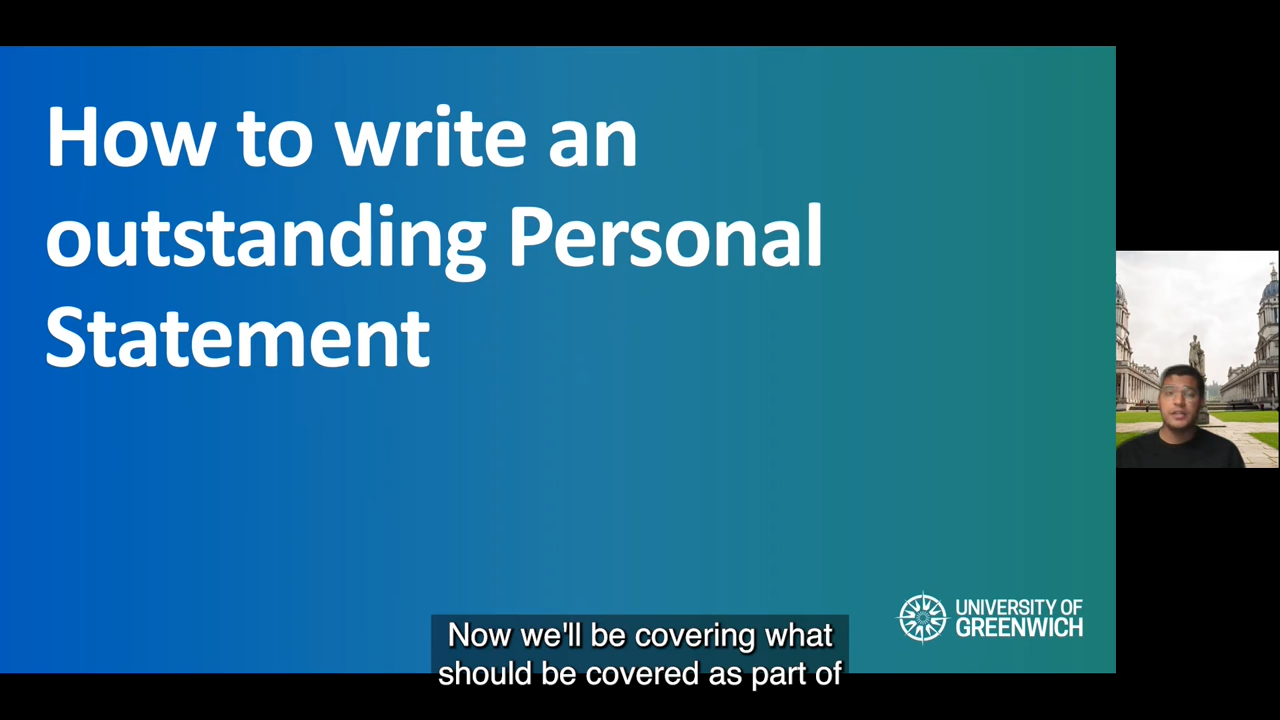 How to write an
outstanding Personal
Statement
UNIVERSITY OF
GREENWICH
Now we'll be covering what
should be covered as part of